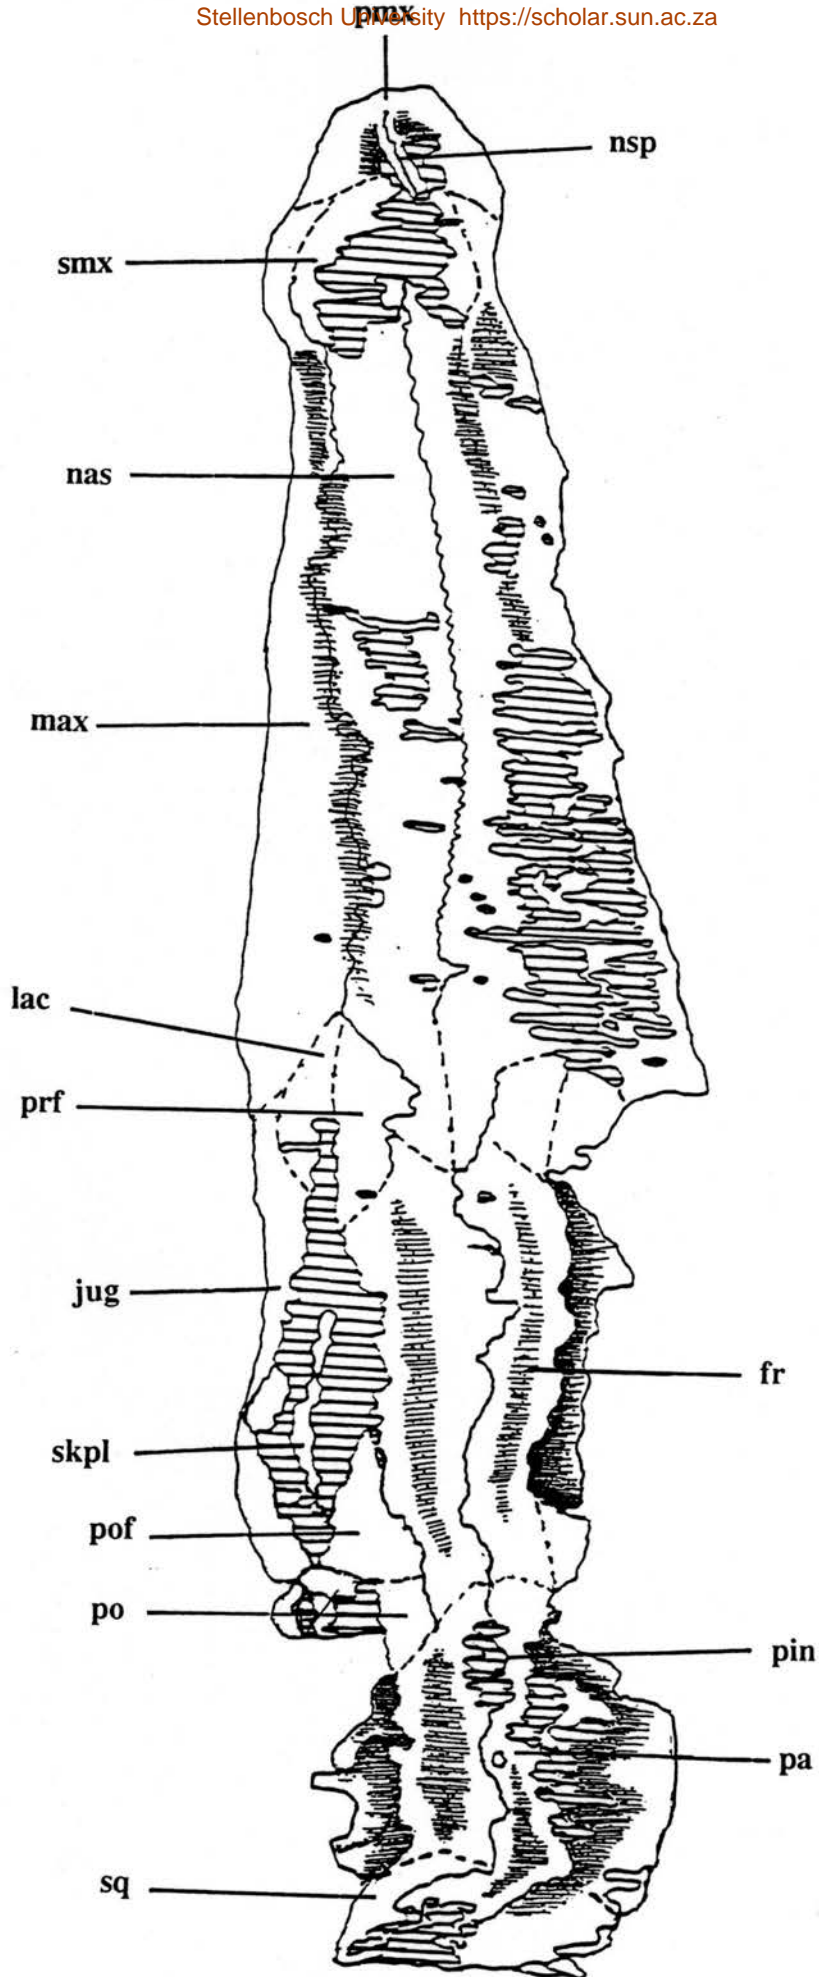 Stellenbosch University https://scholar.sun.ac.za
pmx
nsp
smx
nas
max
lac
prf
jug
fr
skpl
pof
po
pin
pa
sq